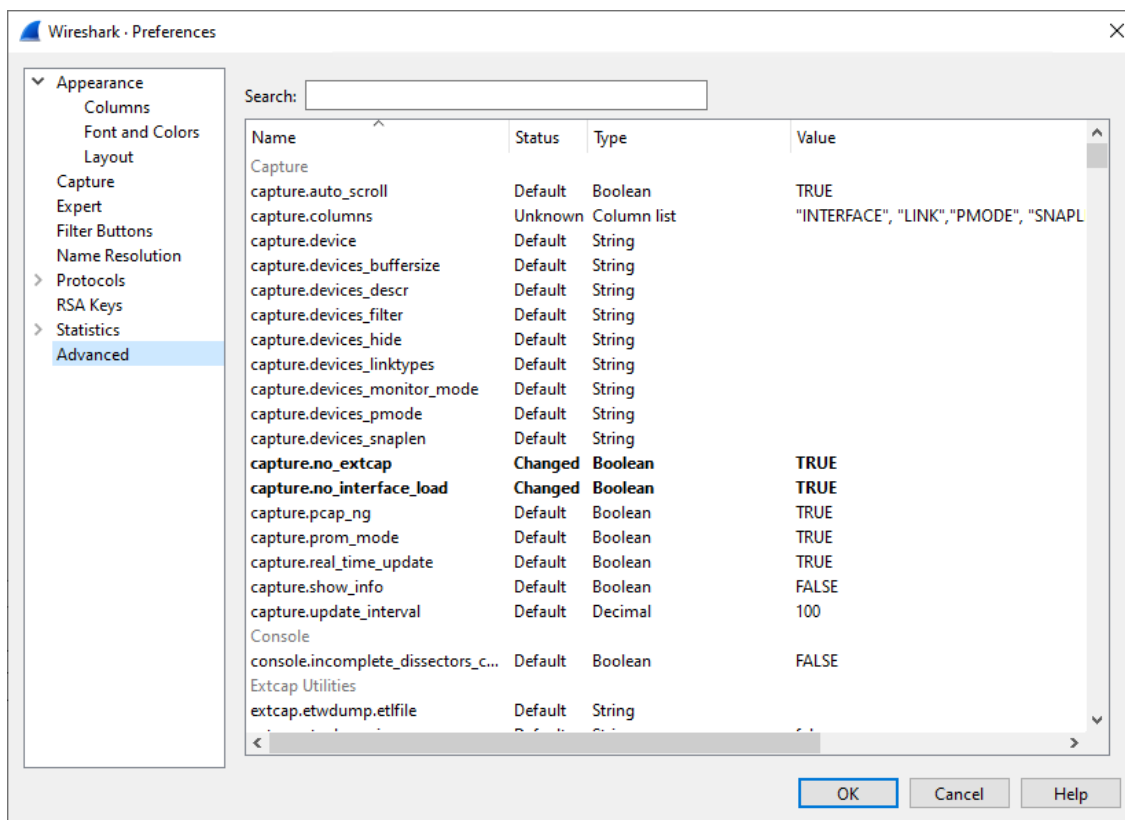 Wireshark · Preferences
Appearance
Columns
Font and Colors
Layout
Capture
Expert
Filter Buttons
Name Resolution
Protocols
RSA Keys
Statistics
Advanced
Search:
Name Status Type Value
Capture
capture.auto_scroll Default Boolean TRUE
capture.columns Unknown Column list "INTERFACE", "LINK","PMODE", "SNAPL
capture.device Default String
capture.devices_buffersize Default String
capture.devices_descr Default String
capture.devices_filter Default String
capture.devices_hide Default String
capture.devices_linktypes Default String
capture.devices_monitor_mode Default String
capture.devices_pmode Default String
capture.devices_snaplen Default String
capture.no_extcap Changed Boolean TRUE
capture.no_interface_load Changed Boolean TRUE
capture.pcap_ng Default Boolean TRUE
capture.prom_mode Default Boolean TRUE
capture.real_time_update Default Boolean TRUE
capture.show_info Default Boolean FALSE
capture.update_interval Default Decimal 100
Console
console.incomplete_dissectors_c... Default Boolean FALSE
Extcap Utilities
extcap.etwdump.etlfile Default String
OK Cancel Help